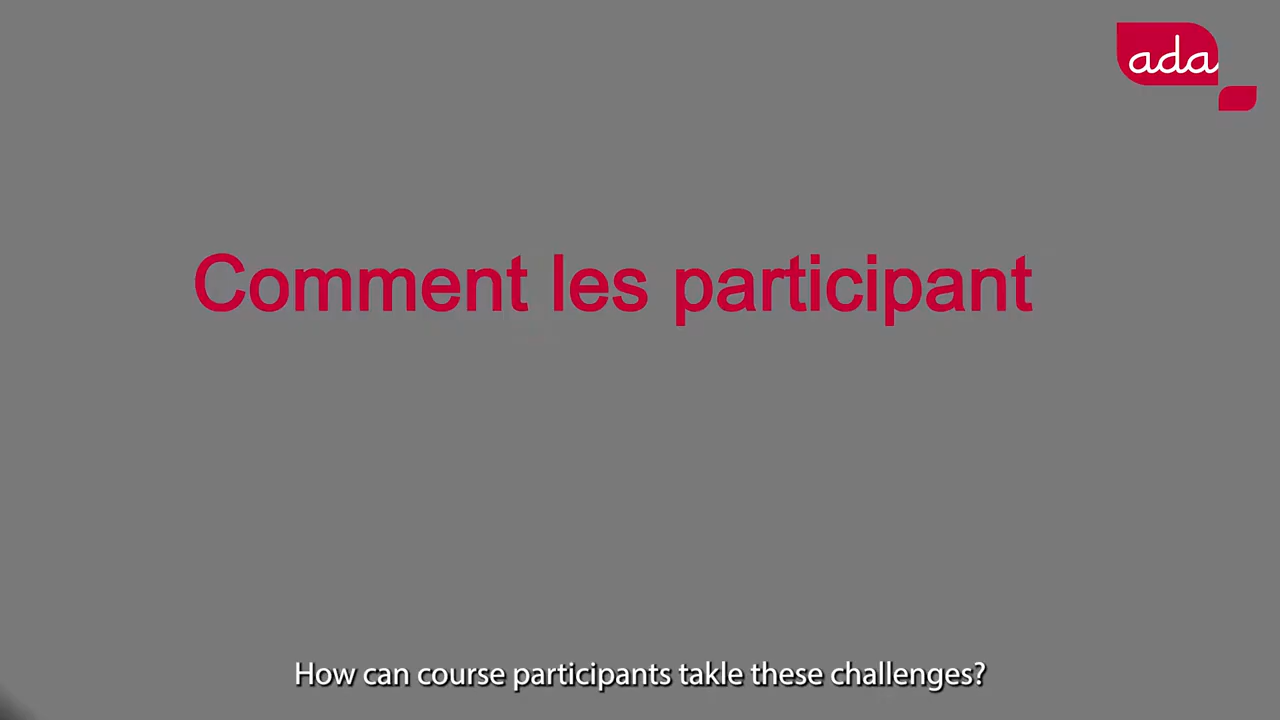 ada
Comment les participant
How can course participants takle these challenges?